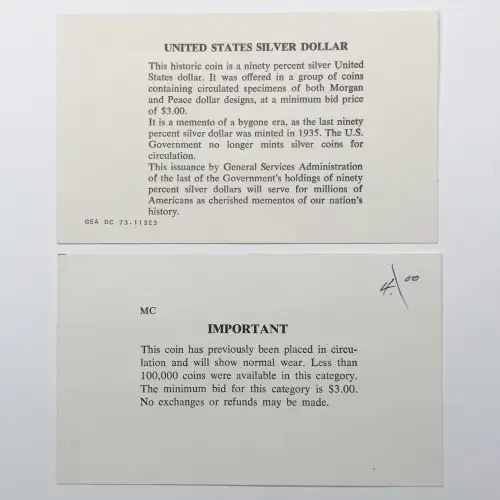 UNITED STATES SILVER DOLLAR
This historic coin is a ninety percent silver United
States dollar. It was offered in a group of coins
containing circulated specimens of both Morgan
and Peace dollar designs, at a minimum bid price
of $3.00.
It is a memento of a bygone era, as the last ninety
percent silver dollar was minted in 1935. The U.S.
Government no longer mints silver coins for
circulation.
This issuance by General Services Administration
of the last of the Government's holdings of ninety
percent silver dollars will serve for millions of
Americans as cherished mementos of our nation's
history.
GSA DC 73-11325
4.00
MC
IMPORTANT
This coin has previously been placed in circu-
lation and will show normal wear. Less than
100,000 coins were available in this category.
The minimum bid for this category is $3.00.
No exchanges or refunds may be made.